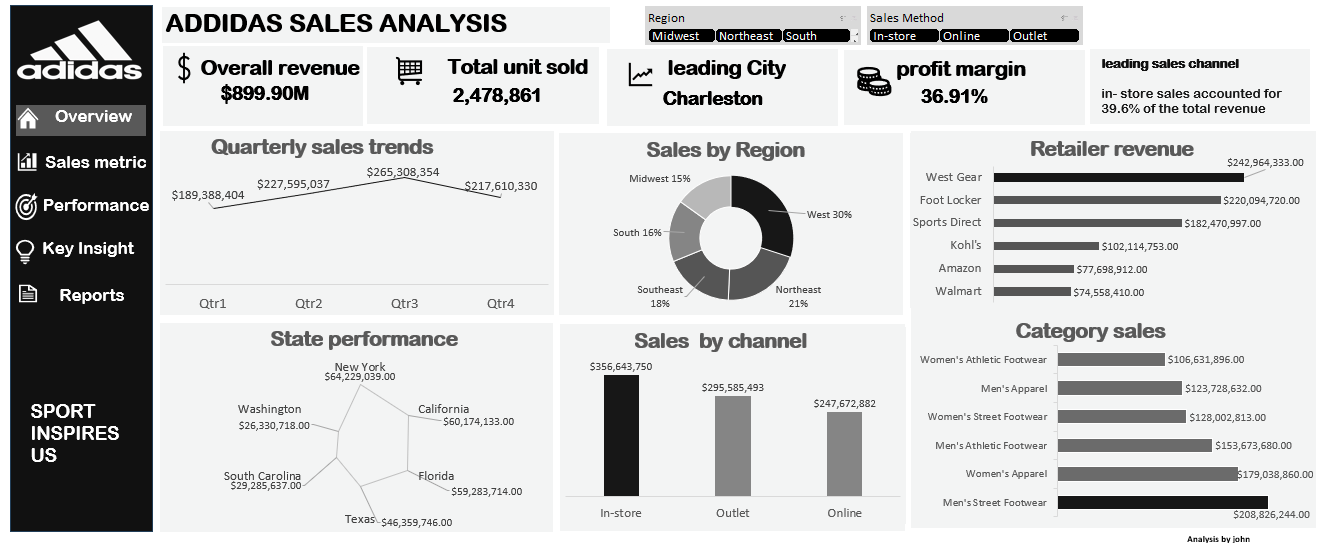 adidas
Overview
Sales metric
Performance
Key Insight
Reports
SPORT
INSPIRES
US
ADDIDAS SALES ANALYSIS
Region
Midwest Northeast South
Sales Method
In-store Online Outlet
Overall revenue
$899.90M
Total unit sold
2,478,861
leading City
Charleston
profit margin
36.91%
leading sales channel
in- store sales accounted for
39.6% of the total revenue
Quarterly sales trends
$189,388,404
$227,595,037
$265,308,354
$217,610,330
Qtr1 Qtr2 Qtr3 Qtr4
Sales by Region
Midwest 15%
West 30%
South 16%
Southeast
18%
Northeast
21%
Retailer revenue
West Gear $242,964,333.00
Foot Locker $220,094,720.00
Sports Direct $182,470,997.00
Kohl's $102,114,753.00
Amazon $77,698,912.00
Walmart $74,558,410.00
State performance
New York
$64,229,039.00
Washington
$26,330,718.00
California
$60,174,133.00
South Carolina
$29,285,637.00
Florida
$59,283,714.00
Texas $46,359,746.00
Sales by channel
$356,643,750
$295,585,493
$247,672,882
In-store Outlet Online
Category sales
Women's Athletic Footwear $106,631,896.00
Men's Apparel $123,728,632.00
Women's Street Footwear $128,002,813.00
Men's Athletic Footwear $153,673,680.00
Women's Apparel $179,038,860.00
Men's Street Footwear
$208,826,244.00
Analysis by john